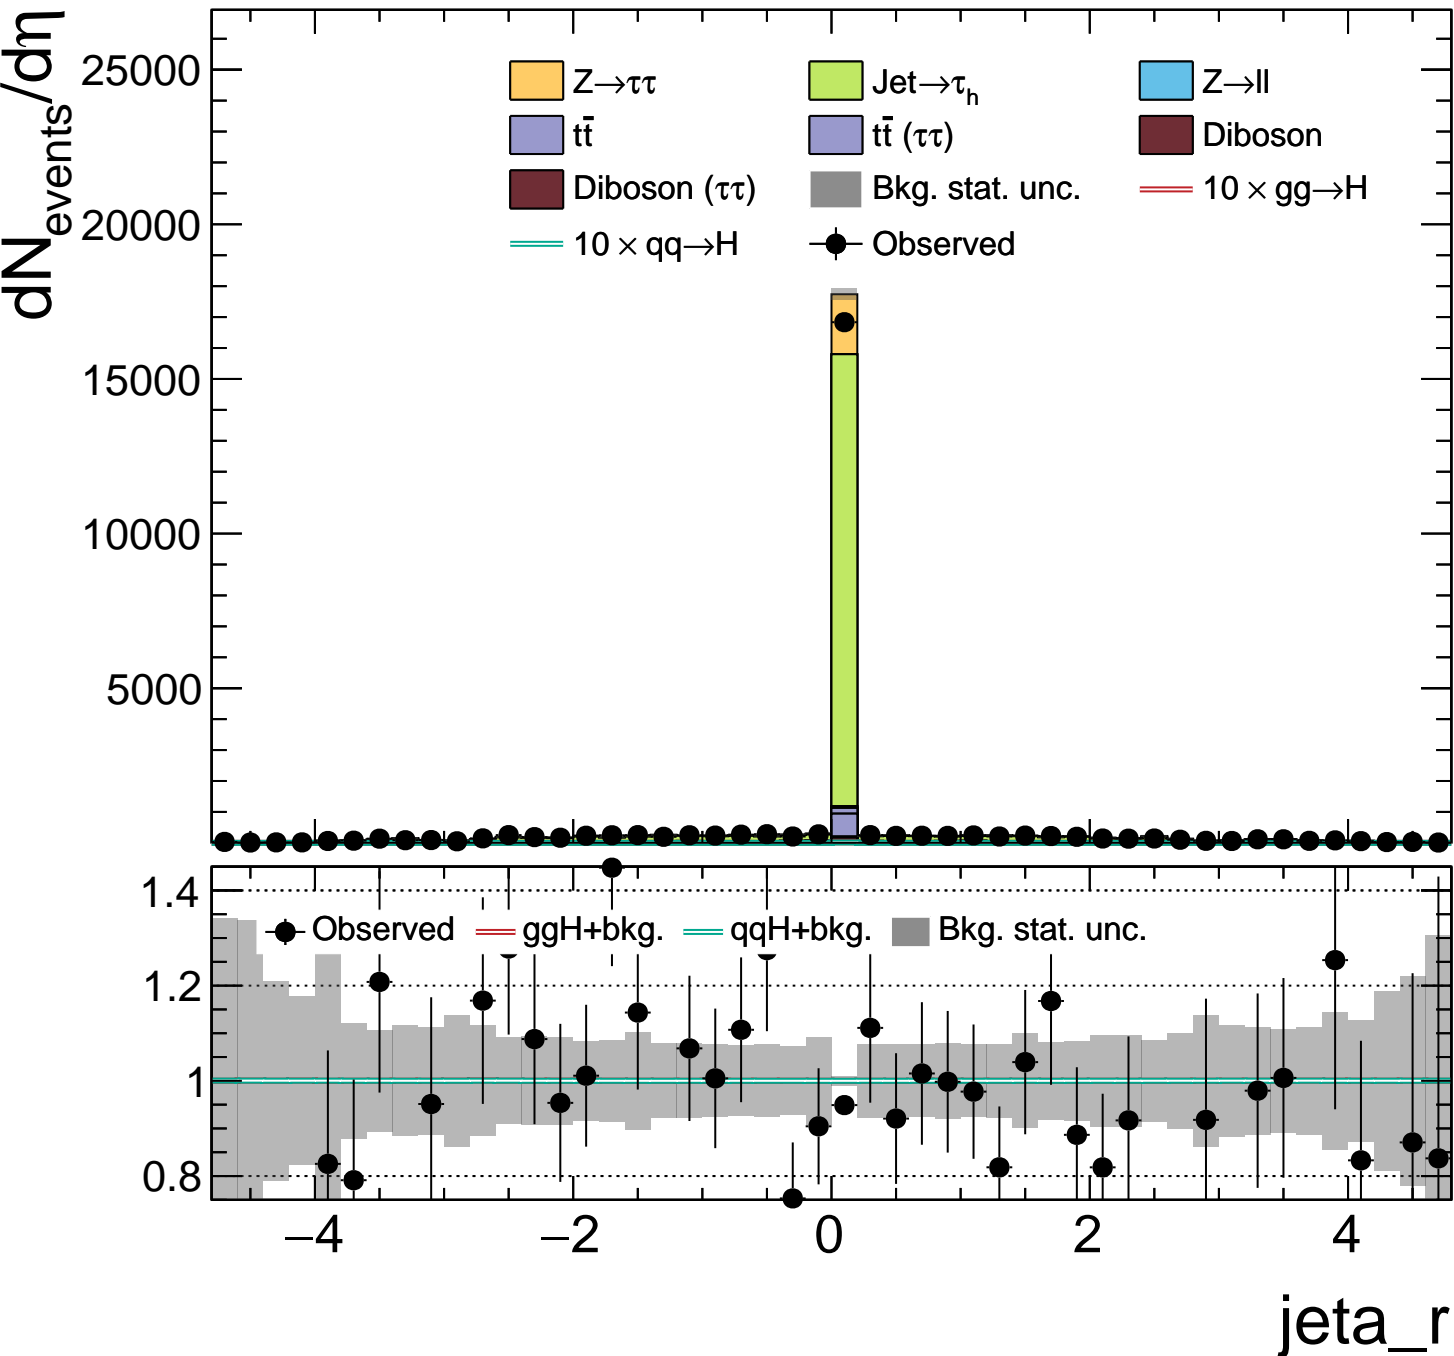 dN_events/dη
25000
20000
15000
10000
5000
Z→ττ
Jet→τ_h
Z→ll
tt̄
tt̄ (ττ)
Diboson
Diboson (ττ)
Bkg. stat. unc.
10 × gg→H
10 × qq→H
Observed
1.4
1.2
1
0.8
Observed
ggH+bkg.
qqH+bkg.
Bkg. stat. unc.
−4
−2
0
2
4
jeta_r